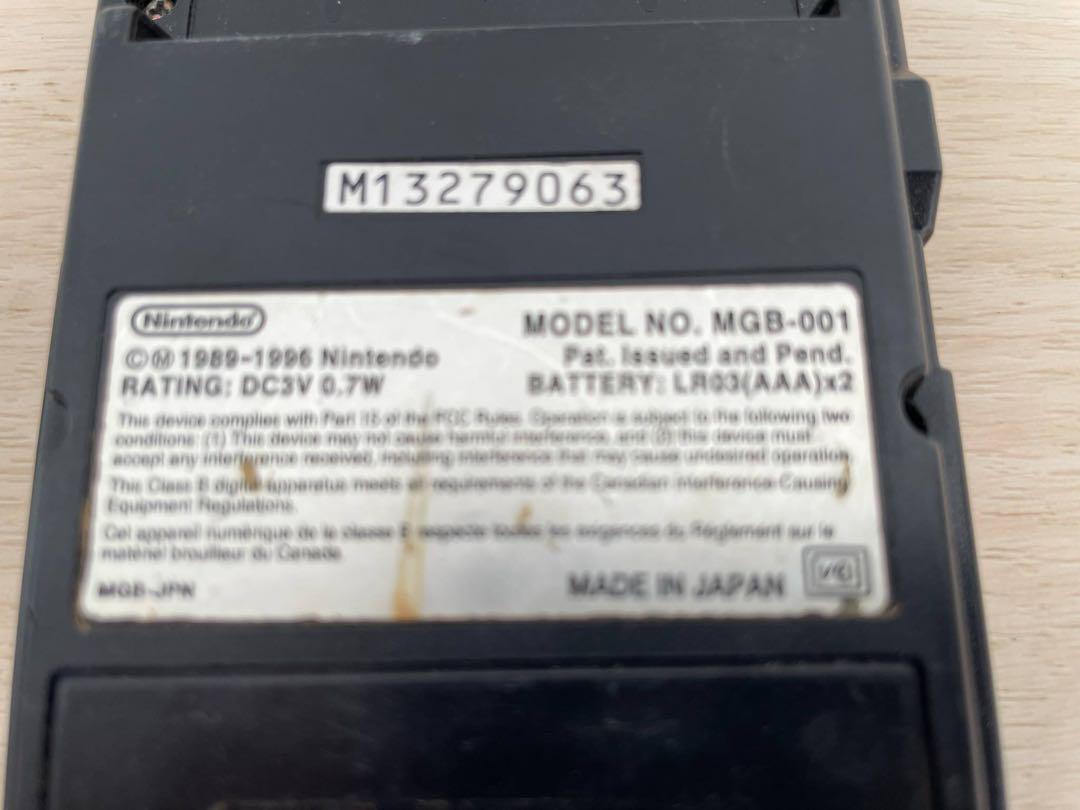 M13279063
Nintendo
MODEL NO. MGB-001
©Ⓜ 1989-1996 Nintendo
Pat. Issued and Pend.
RATING: DC3V 0.7W
BATTERY: LR03(AAA)x2
This device complies with Part 15 of the FCC Rules. Operation is subject to the following two
conditions: (1) This device may not cause harmful interference, and (2) this device must
accept any interference received, including interference that may cause undesired operation
This Class B digital apparatus meets all requirements of the Canadian Interference-Causing
Equipment Regulations.
Cet appareil numérique de la classe B respecte toutes les exigences du Règlement sur le
matériel brouilleur du Canada.
MGB-JPN
MADE IN JAPAN